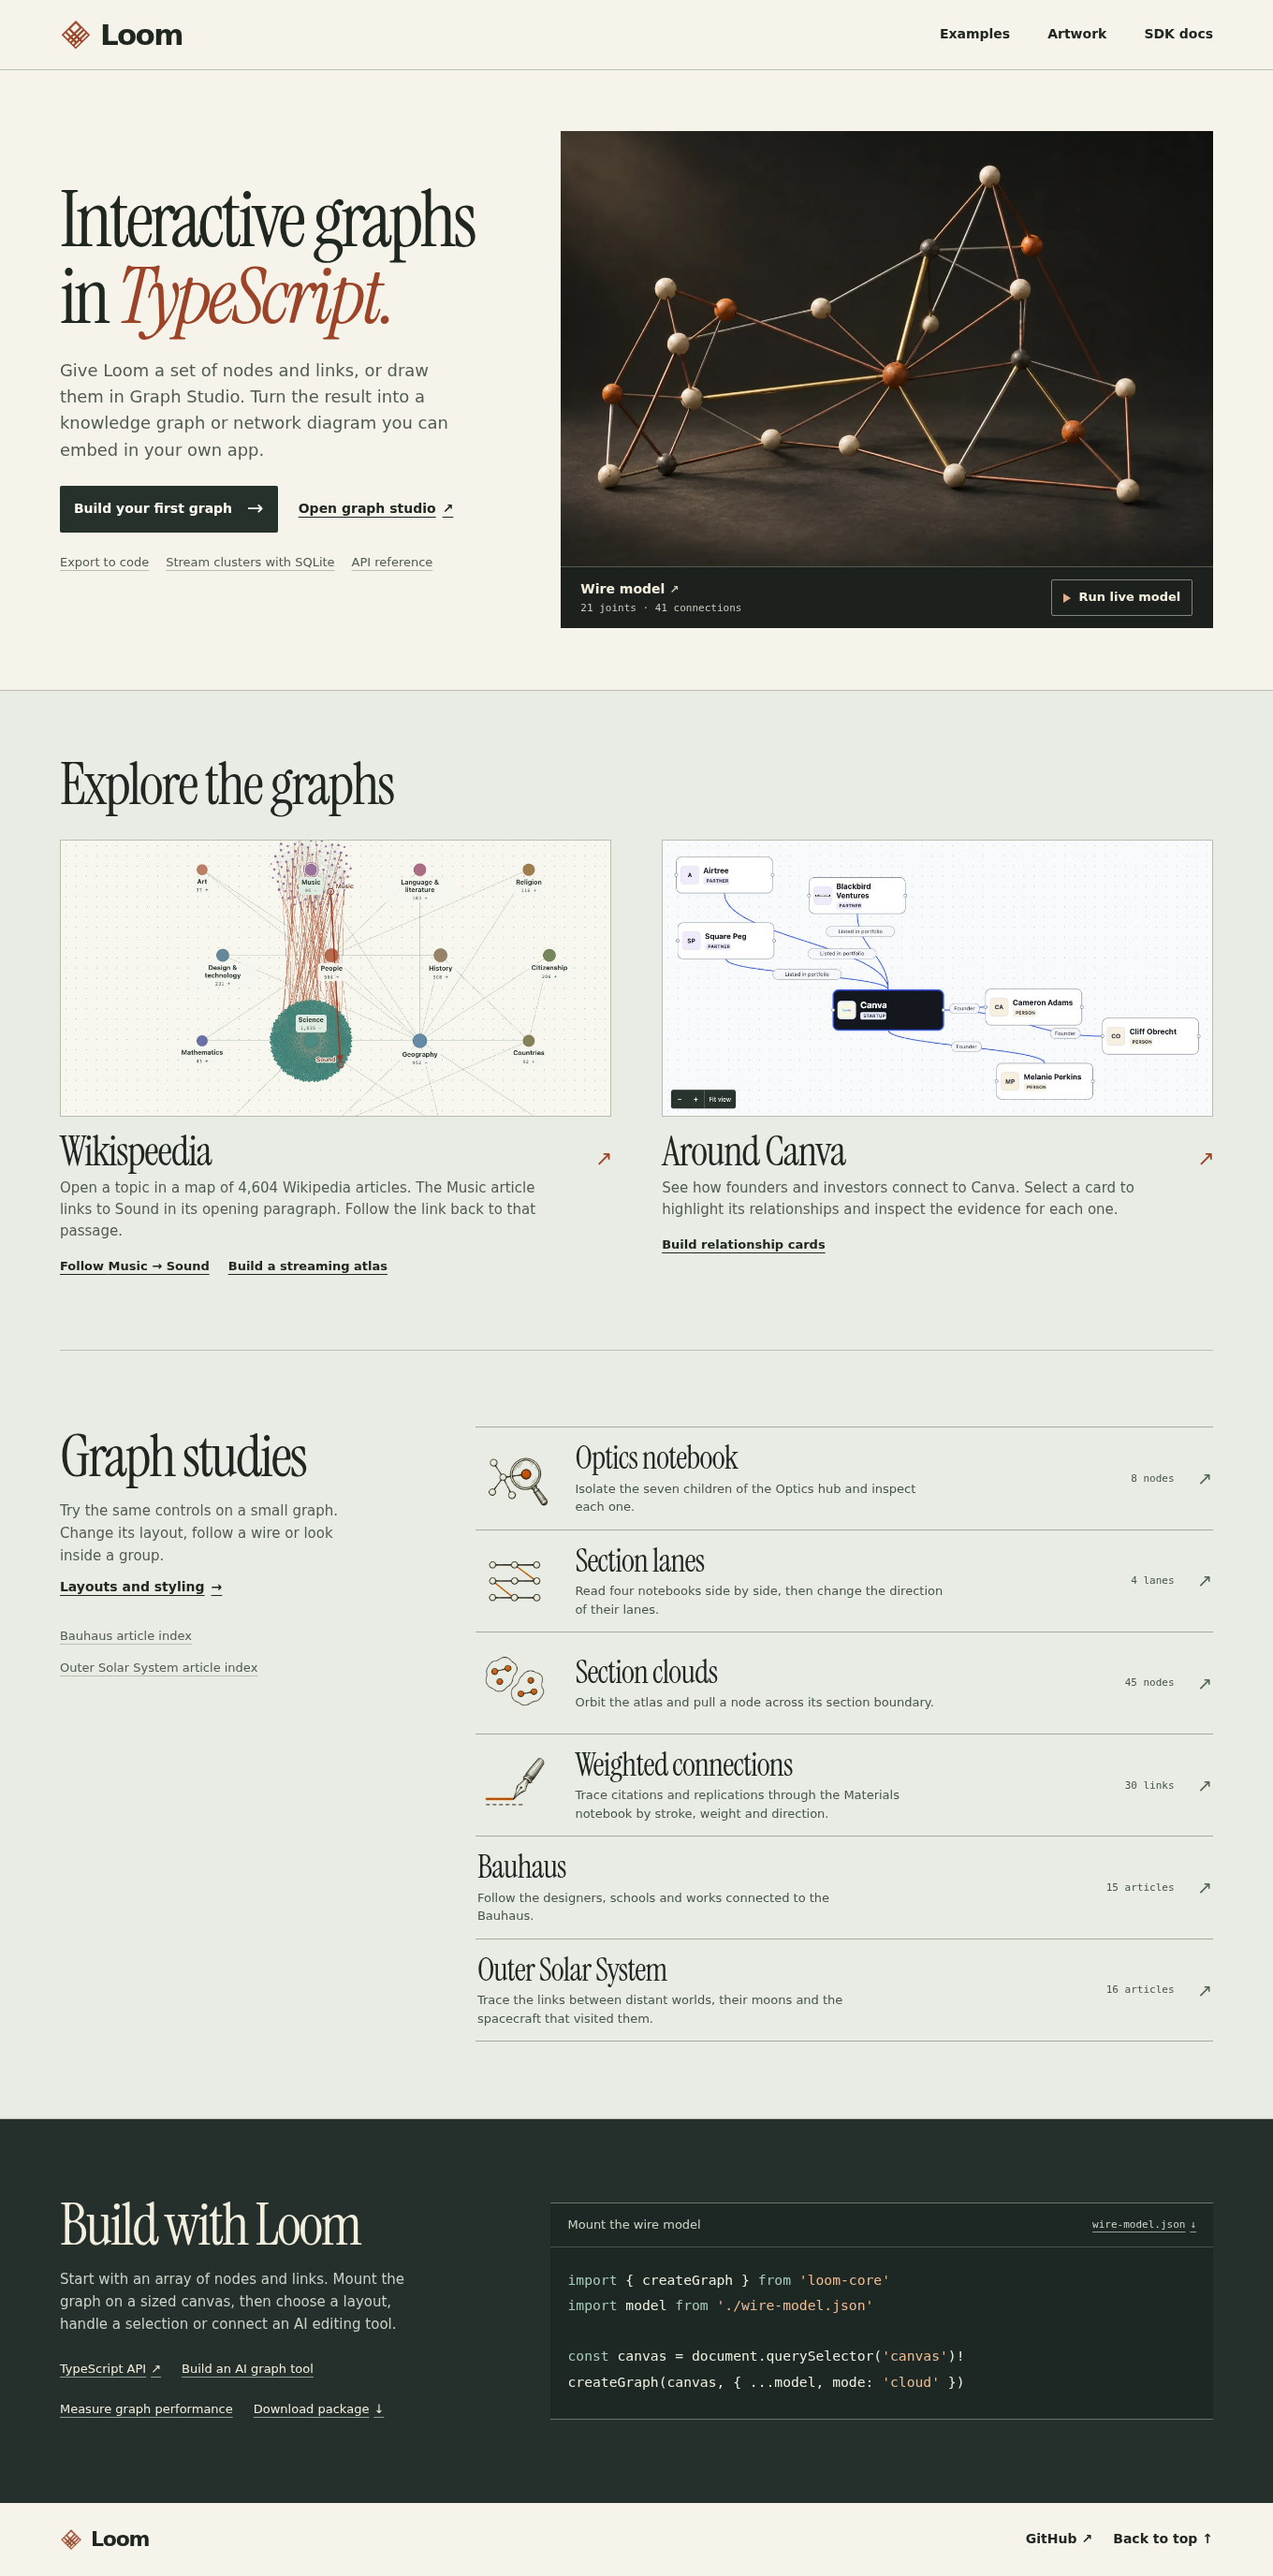 Loom
Examples
Artwork
SDK docs
Interactive graphs
in TypeScript.
Give Loom a set of nodes and links, or draw
them in Graph Studio. Turn the result into a
knowledge graph or network diagram you can
embed in your own app.
Build your first graph →
Open graph studio ↗
Export to code
Stream clusters with SQLite
API reference
Wire model ↗
21 joints · 41 connections
Run live model
Explore the graphs
Art
Music
Music
Language &
literature
Religion
Design &
technology
231 +
People
History
Citizenship
Science
Sound
Mathematics
Geography
Countries
Airtree
PARTNER
Blackbird
Ventures
PARTNER
SP
Square Peg
PARTNER
Listed in portfolio
Listed in portfolio
Listed in portfolio
Canva
STARTUP
Founder
CA
Cameron Adams
PERSON
Founder
CO
Cliff Obrecht
PERSON
Founder
MP
Melanie Perkins
PERSON
− + Fit view
Wikispeedia ↗
Open a topic in a map of 4,604 Wikipedia articles. The Music article
links to Sound in its opening paragraph. Follow the link back to that
passage.
Follow Music → Sound
Build a streaming atlas
Around Canva ↗
See how founders and investors connect to Canva. Select a card to
highlight its relationships and inspect the evidence for each one.
Build relationship cards
Graph studies
Try the same controls on a small graph.
Change its layout, follow a wire or look
inside a group.
Layouts and styling →
Bauhaus article index
Outer Solar System article index
Optics notebook
Isolate the seven children of the Optics hub and inspect
each one.
8 nodes ↗
Section lanes
Read four notebooks side by side, then change the direction
of their lanes.
4 lanes ↗
Section clouds
Orbit the atlas and pull a node across its section boundary.
45 nodes ↗
Weighted connections
Trace citations and replications through the Materials
notebook by stroke, weight and direction.
30 links ↗
Bauhaus
Follow the designers, schools and works connected to the
Bauhaus.
15 articles ↗
Outer Solar System
Trace the links between distant worlds, their moons and the
spacecraft that visited them.
16 articles ↗
Build with Loom
Start with an array of nodes and links. Mount the
graph on a sized canvas, then choose a layout,
handle a selection or connect an AI editing tool.
TypeScript API ↗
Build an AI graph tool
Measure graph performance
Download package ↓
Mount the wire model
wire-model.json ↓
import { createGraph } from 'loom-core'
import model from './wire-model.json'
const canvas = document.querySelector('canvas')!
createGraph(canvas, { ...model, mode: 'cloud' })
Loom
GitHub ↗
Back to top ↑